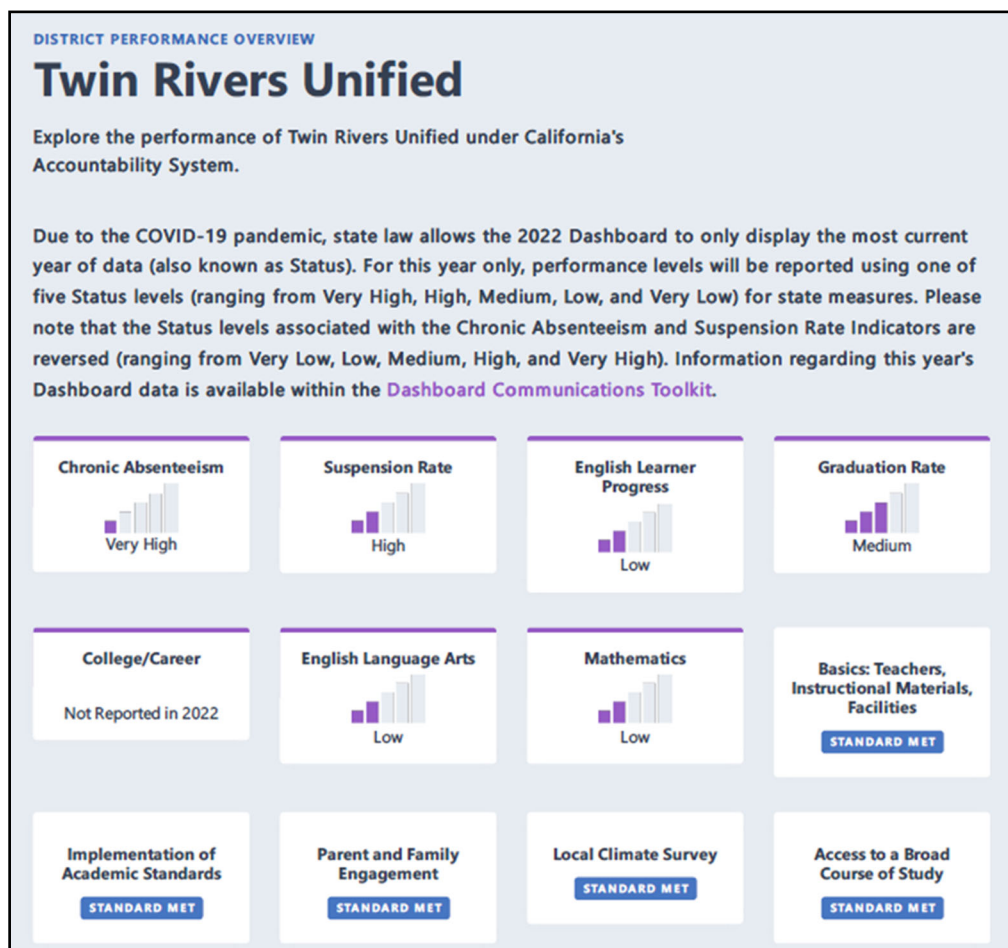 DISTRICT PERFORMANCE OVERVIEW
Twin Rivers Unified
Explore the performance of Twin Rivers Unified under California's
Accountability System.
Due to the COVID-19 pandemic, state law allows the 2022 Dashboard to only display the most current
year of data (also known as Status). For this year only, performance levels will be reported using one of
five Status levels (ranging from Very High, High, Medium, Low, and Very Low) for state measures. Please
note that the Status levels associated with the Chronic Absenteeism and Suspension Rate Indicators are
reversed (ranging from Very Low, Low, Medium, High, and Very High). Information regarding this year's
Dashboard data is available within the Dashboard Communications Toolkit.
Chronic Absenteeism
Very High
Suspension Rate
High
English Learner
Progress
Low
Graduation Rate
Medium
College/Career
Not Reported in 2022
English Language Arts
Low
Mathematics
Low
Basics: Teachers,
Instructional Materials,
Facilities
STANDARD MET
Implementation of
Academic Standards
STANDARD MET
Parent and Family
Engagement
STANDARD MET
Local Climate Survey
STANDARD MET
Access to a Broad
Course of Study
STANDARD MET